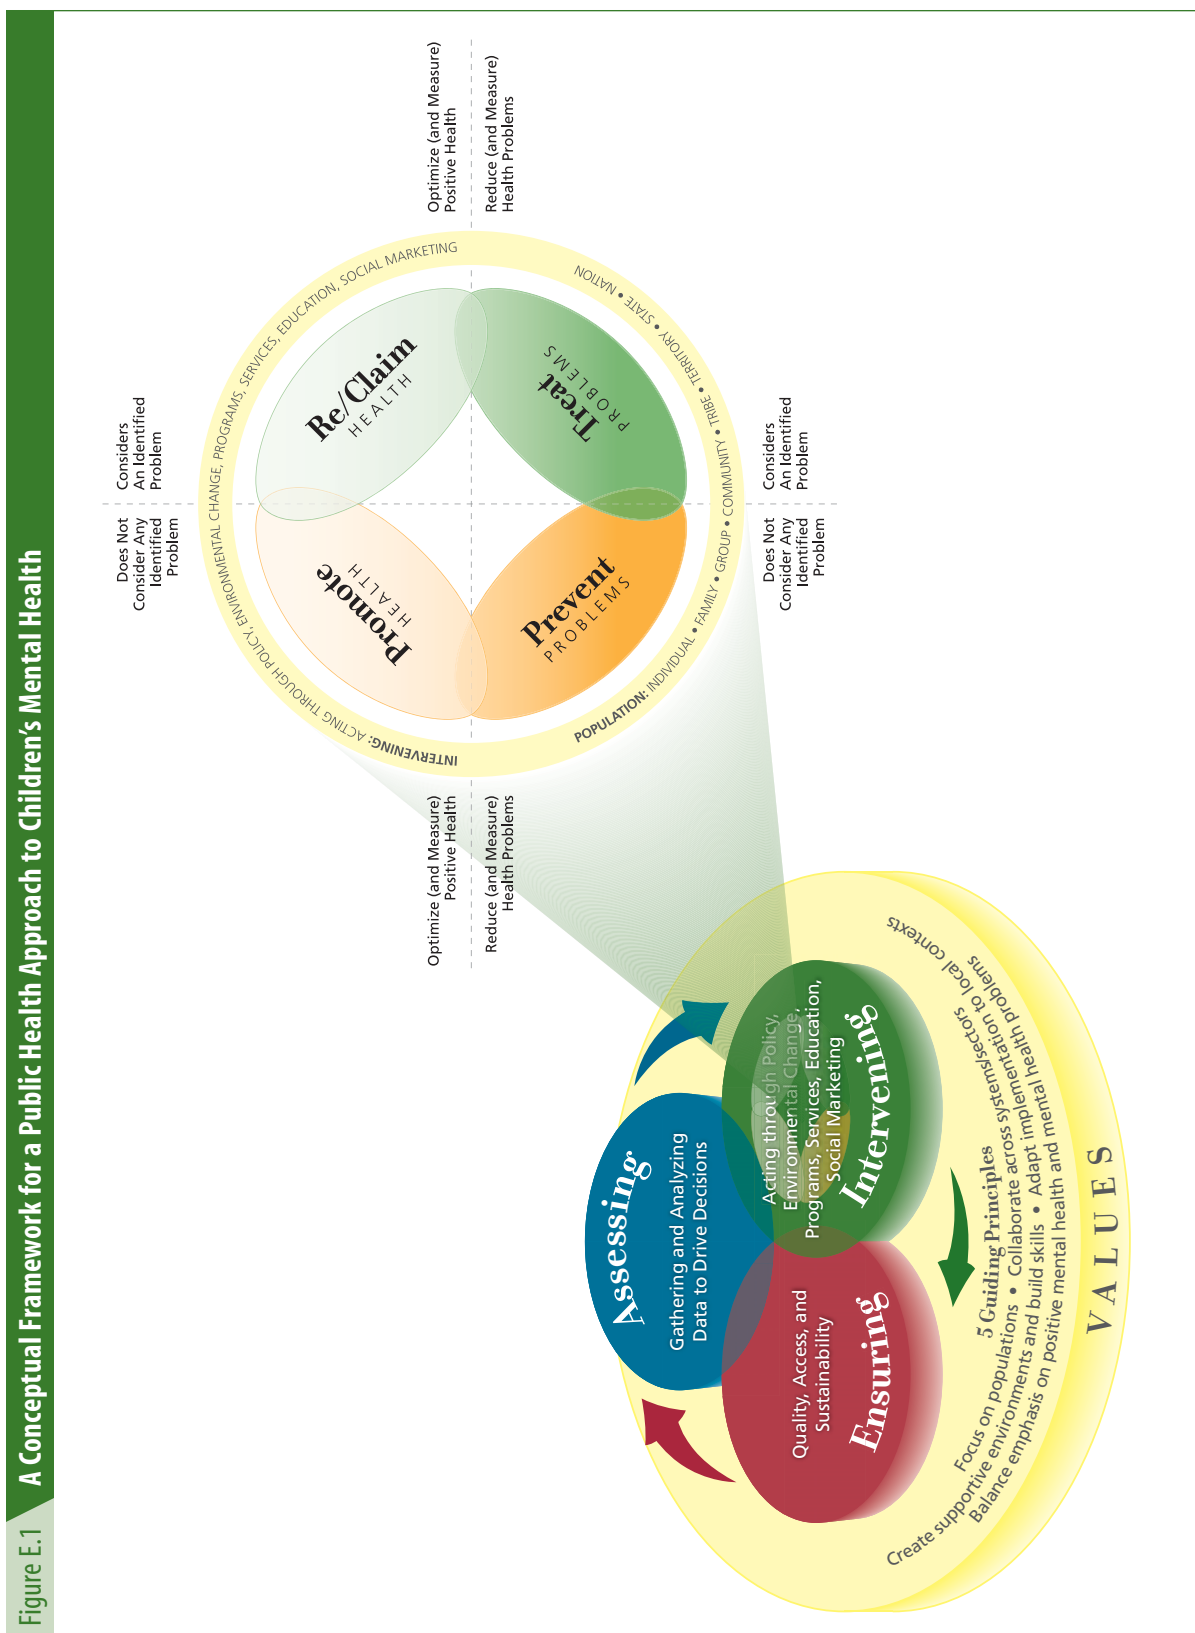 Figure E.1
A Conceptual Framework for a Public Health Approach to Children’s Mental Health
Assessing
Gathering and Analyzing
Data to Drive Decisions
Ensuring
Quality, Access, and
Sustainability
Intervening
Acting through Policy,
Environmental Change,
Programs, Services, Education,
Social Marketing
5 Guiding Principles
Focus on populations • Collaborate across systems/sectors
Create supportive environments and build skills • Adapt implementation to local contexts
Balance emphasis on positive mental health and mental health problems
VALUES
Does Not
Consider Any
Identified
Problem
Considers
An Identified
Problem
Optimize (and Measure)
Positive Health
Reduce (and Measure)
Health Problems
INTERVENING: ACTING THROUGH POLICY, ENVIRONMENTAL CHANGE, PROGRAMS, SERVICES, EDUCATION, SOCIAL MARKETING
Promote
HEALTH
Re/Claim
HEALTH
Prevent
PROBLEMS
Treat
PROBLEMS
POPULATION: INDIVIDUAL • FAMILY • GROUP • COMMUNITY • TRIBE • TERRITORY • STATE • NATION
Optimize (and Measure)
Positive Health
Reduce (and Measure)
Health Problems
Does Not
Consider Any
Identified
Problem
Considers
An Identified
Problem